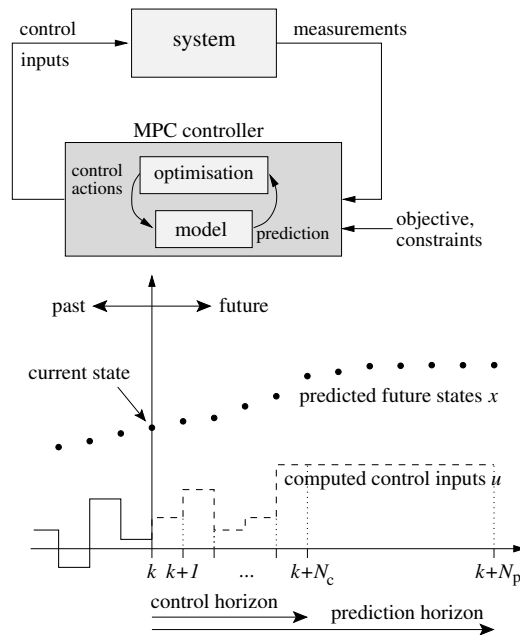 control
inputs
system
measurements
MPC controller
control
actions
optimisation
model
prediction
objective,
constraints
past
future
current state
predicted future states x
computed control inputs u
k
k+1
...
k+Nc
k+Np
control horizon
prediction horizon